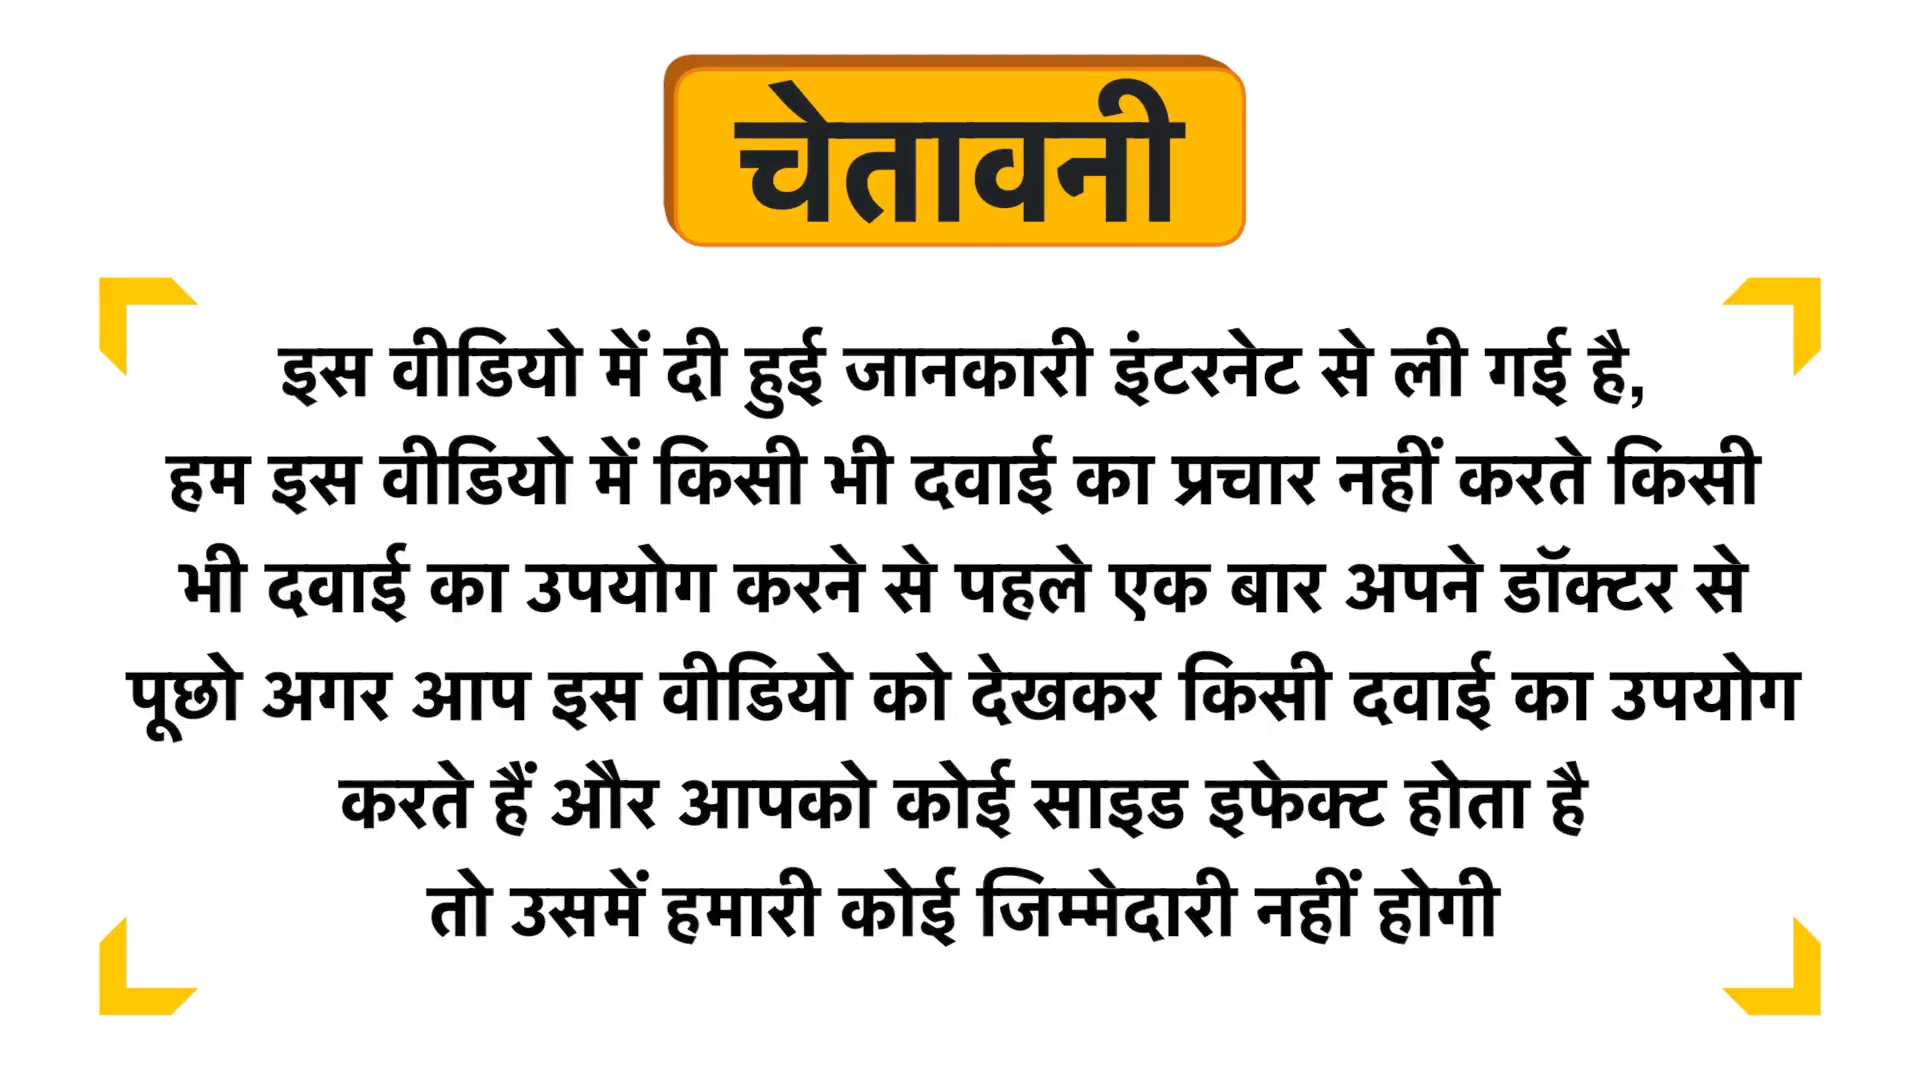 चेतावनी
इस वीडियो में दी हुई जानकारी इंटरनेट से ली गई है,
हम इस वीडियो में किसी भी दवाई का प्रचार नहीं करते किसी
भी दवाई का उपयोग करने से पहले एक बार अपने डॉक्टर से
पूछो अगर आप इस वीडियो को देखकर किसी दवाई का उपयोग
करते हैं और आपको कोई साइड इफेक्ट होता है
तो उसमें हमारी कोई जिम्मेदारी नहीं होगी